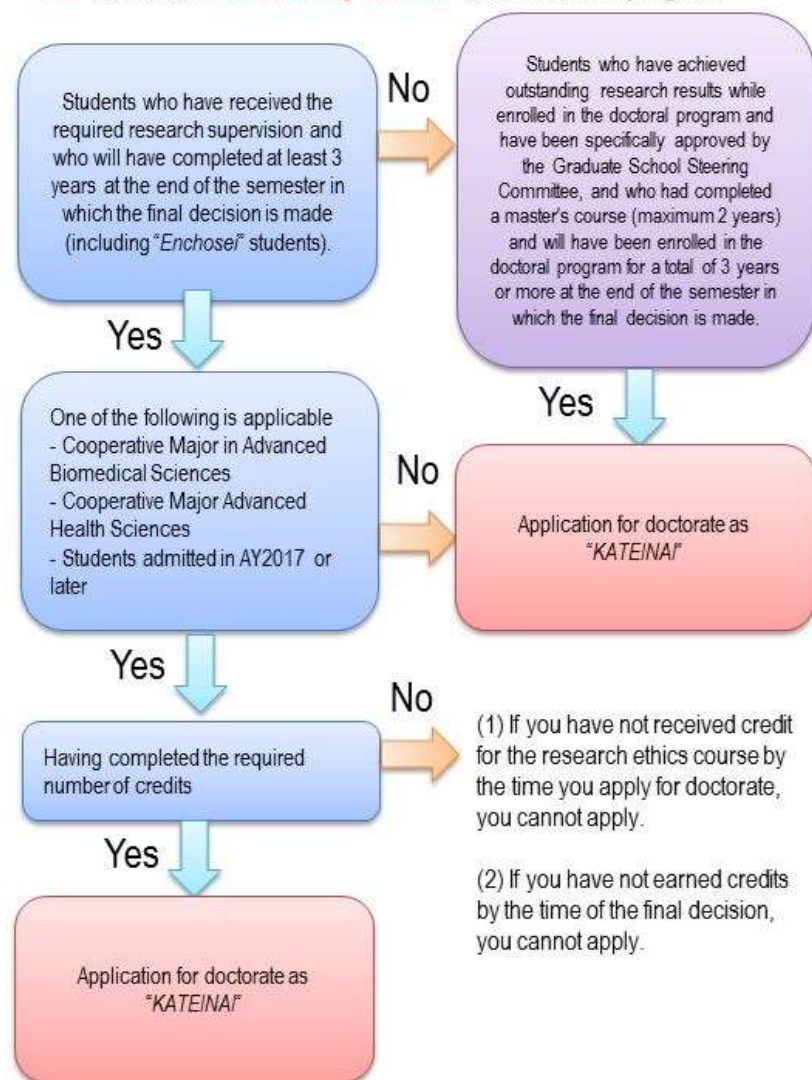 Students who have received the
required research supervision and
who will have completed at least 3
years at the end of the semester in
which the final decision is made
(including "Enchosei" students).
No
Students who have achieved
outstanding research results while
enrolled in the doctoral program and
have been specifically approved by
the Graduate School Steering
Committee, and who had completed
a master's course (maximum 2 years)
and will have been enrolled in the
doctoral program for a total of 3 years
or more at the end of the semester in
which the final decision is made.
Yes
Yes
One of the following is applicable
- Cooperative Major in Advanced
Biomedical Sciences
- Cooperative Major Advanced
Health Sciences
- Students admitted in AY2017 or
later
No
Application for doctorate as
"KATEINAI"
Yes
Having completed the required
number of credits
No
(1) If you have not received credit
for the research ethics course by
the time you apply for doctorate,
you cannot apply.
(2) If you have not earned credits
by the time of the final decision,
you cannot apply.
Yes
Application for doctorate as
"KATEINAI"